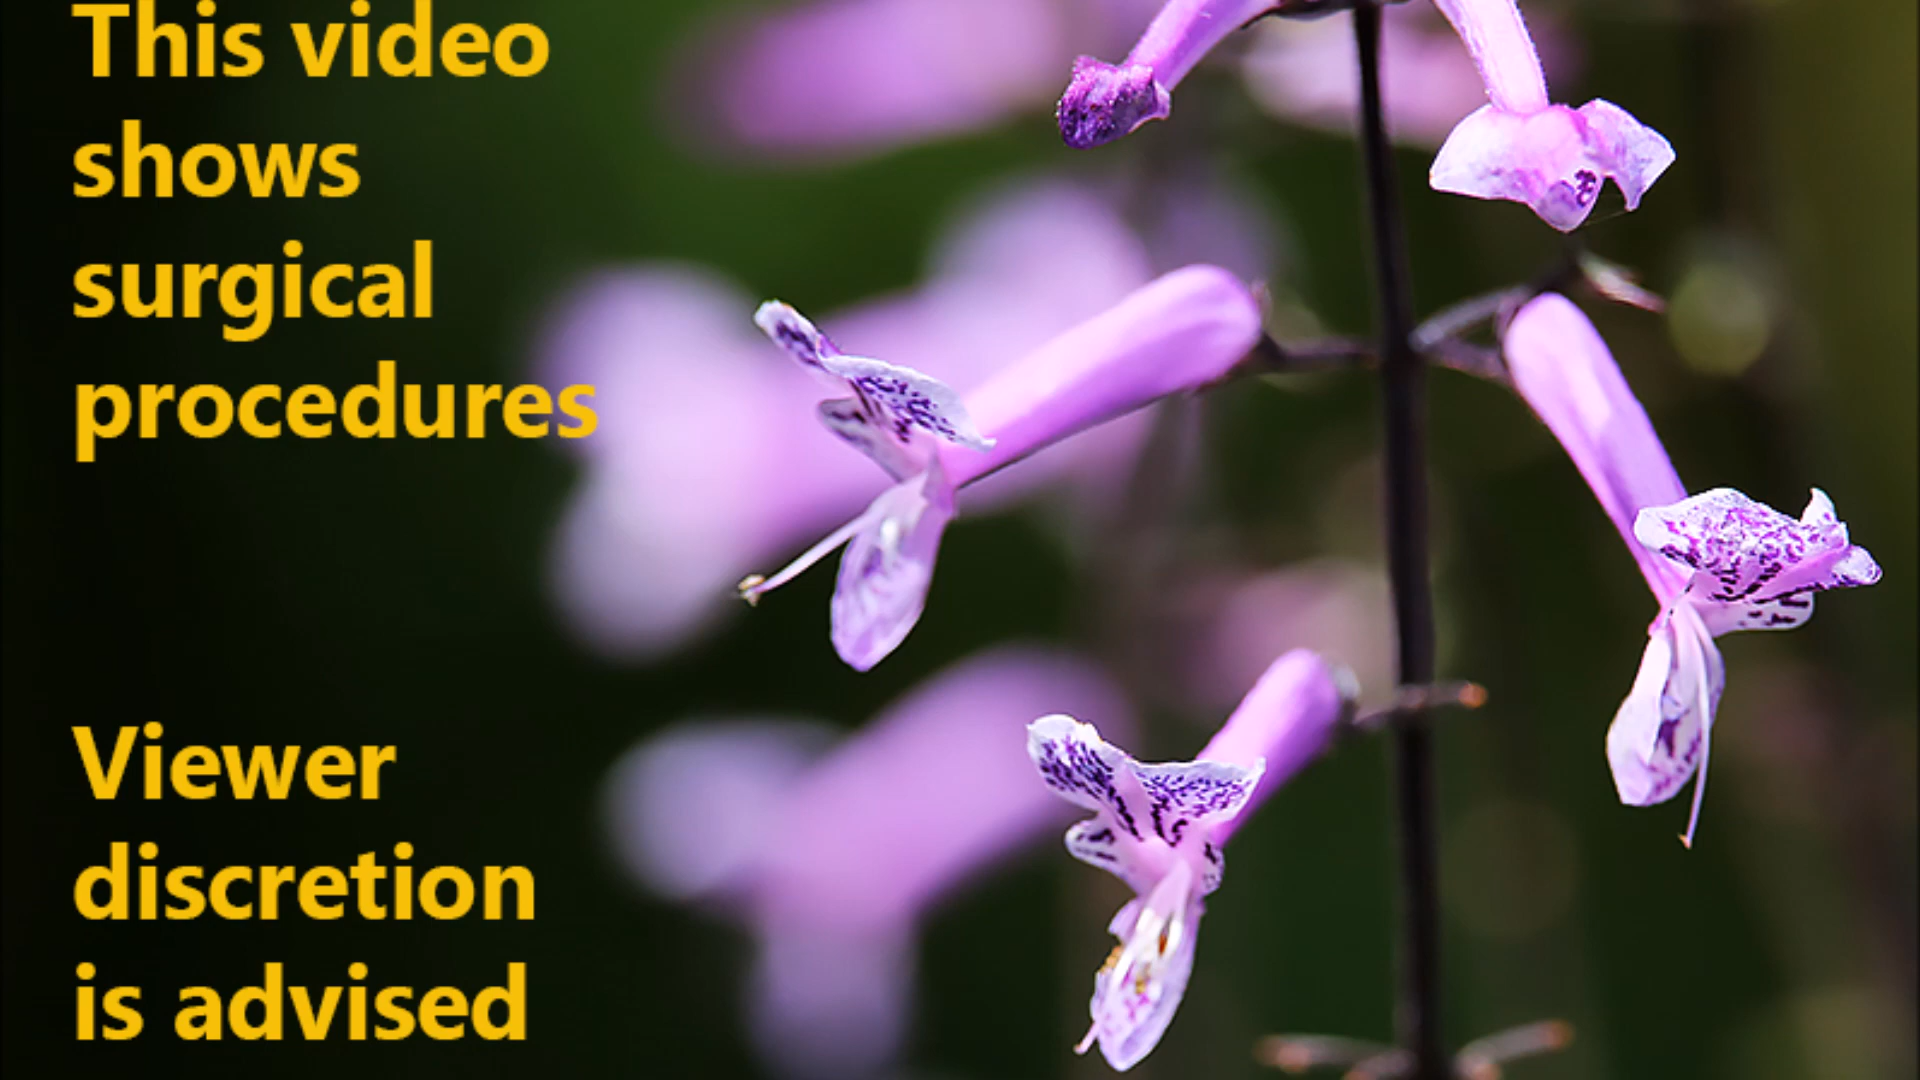 This video
shows
surgical
procedures
Viewer
discretion
is advised